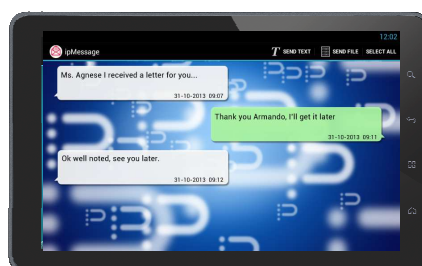 12:02
ipMessage T SEND TEXT SEND FILE SELECT ALL
Ms. Agnese I received a letter for you...
31-10-2013 09:07
Thank you Armando, I'll get it later
31-10-2013 09:11
Ok well noted, see you later.
31-10-2013 09:12